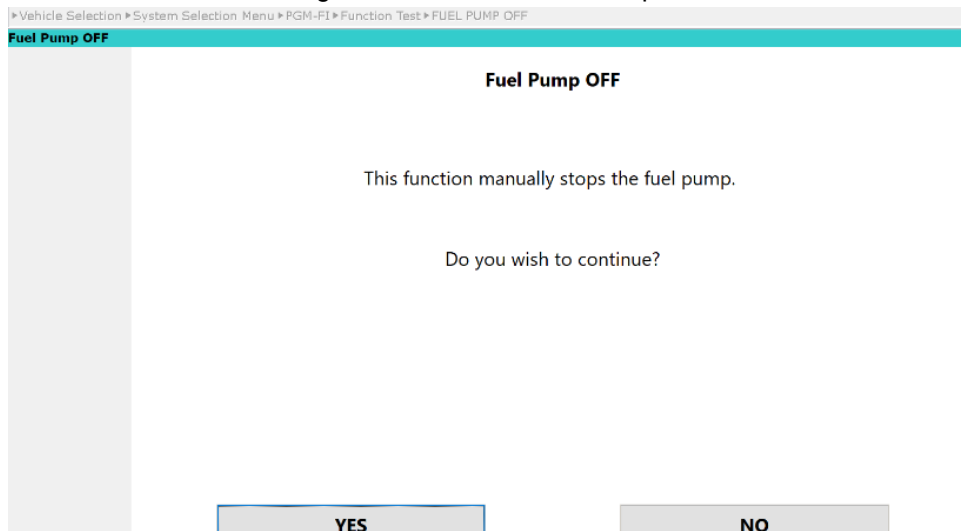 ▶Vehicle Selection▶System Selection Menu▶PGM-FI▶Function Test▶FUEL PUMP OFF
Fuel Pump OFF
Fuel Pump OFF
This function manually stops the fuel pump.
Do you wish to continue?
YES NO